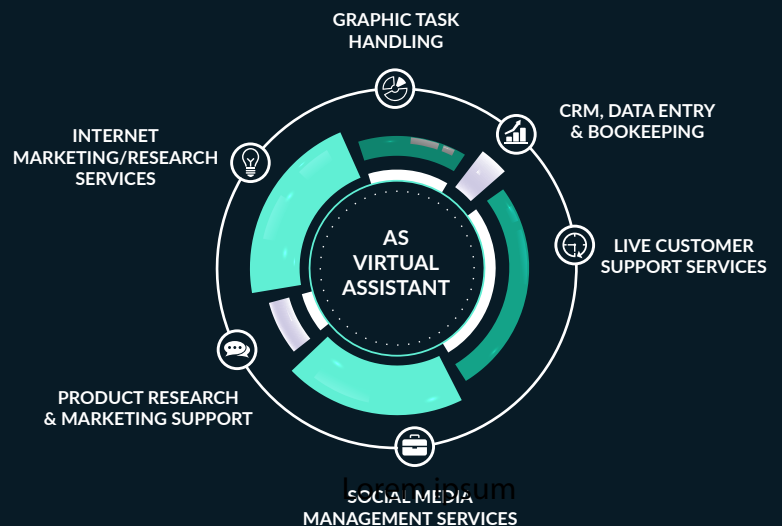 GRAPHIC TASK
HANDLING
CRM, DATA ENTRY
& BOOKEEPING
INTERNET
MARKETING/RESEARCH
SERVICES
AS
VIRTUAL
ASSISTANT
LIVE CUSTOMER
SUPPORT SERVICES
PRODUCT RESEARCH
& MARKETING SUPPORT
Lorem ipsum
SOCIAL MEDIA
MANAGEMENT SERVICES